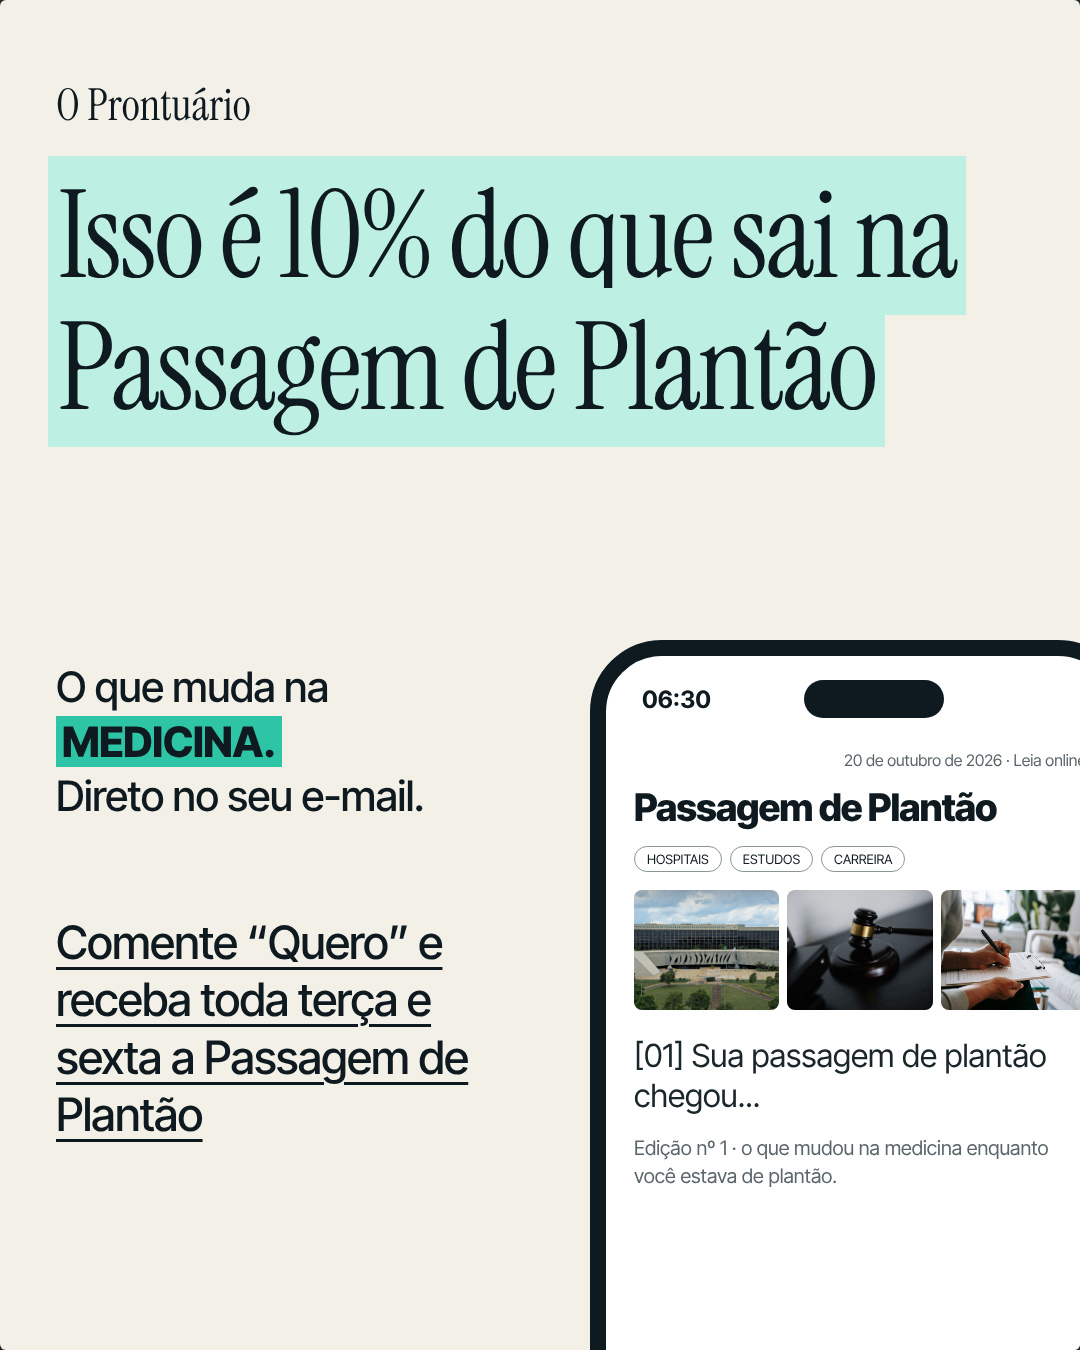 O Prontuário
Isso é 10% do que sai na
Passagem de Plantão
O que muda na
MEDICINA.
Direto no seu e-mail.
Comente “Quero” e
receba toda terça e
sexta a Passagem de
Plantão
06:30
20 de outubro de 2026 · Leia online
Passagem de Plantão
HOSPITAIS ESTUDOS CARREIRA
[01] Sua passagem de plantão
chegou...
Edição nº 1 · o que mudou na medicina enquanto
você estava de plantão.